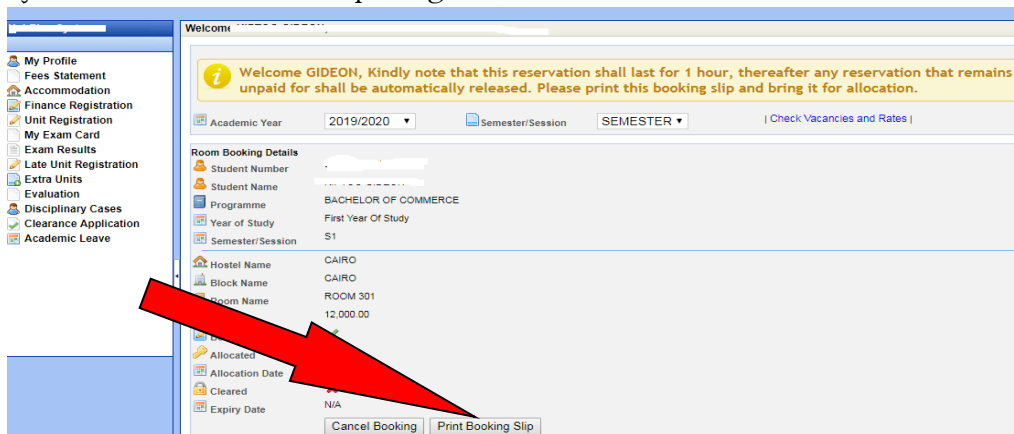 Welcome
My Profile
Fees Statement
Accommodation
Finance Registration
Unit Registration
My Exam Card
Exam Results
Late Unit Registration
Extra Units
Evaluation
Disciplinary Cases
Clearance Application
Academic Leave
Welcome GIDEON, Kindly note that this reservation shall last for 1 hour, thereafter any reservation that remains
unpaid for shall be automatically released. Please print this booking slip and bring it for allocation.
Academic Year 2019/2020 Semester/Session SEMESTER | Check Vacancies and Rates |
Room Booking Details
Student Number
Student Name
Programme BACHELOR OF COMMERCE
Year of Study First Year Of Study
Semester/Session S1
Hostel Name CAIRO
Block Name CAIRO
Room Name ROOM 301
12,000.00
Allocated
Allocation Date
Cleared
Expiry Date N/A
Cancel Booking Print Booking Slip